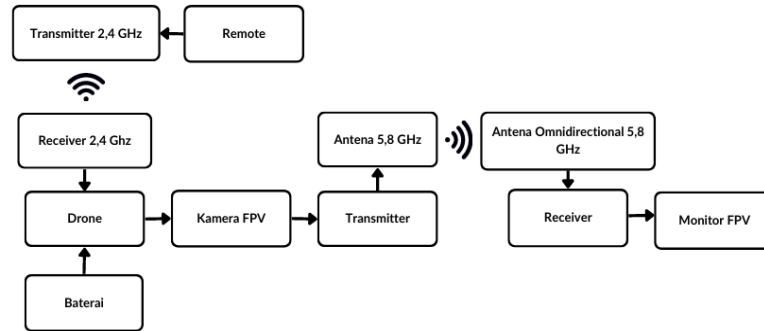 Transmitter 2,4 GHz
Remote
Receiver 2,4 Ghz
Antena 5,8 GHz
Antena Omnidirectional 5,8
GHz
Drone
Kamera FPV
Transmitter
Receiver
Monitor FPV
Baterai